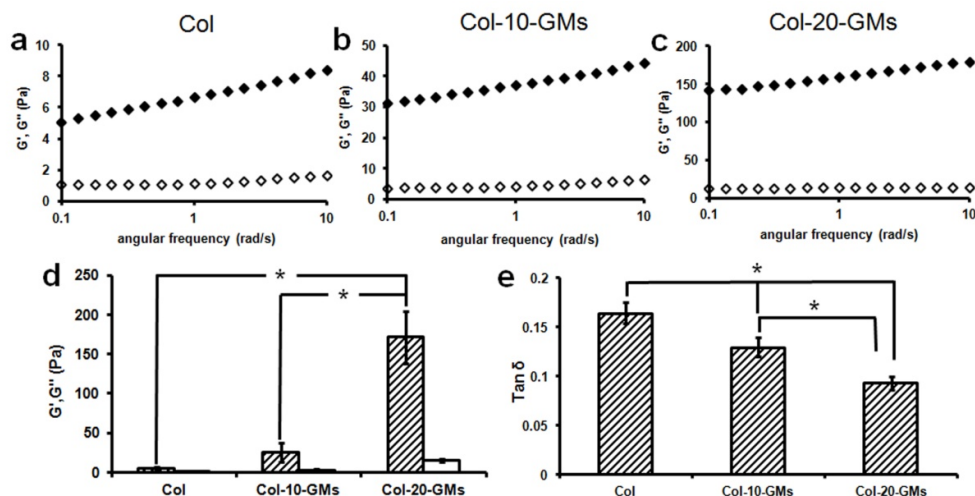 Col
Col-10-GMs
Col-20-GMs
a
10
8
6
4
2
0
G', G" (Pa)
0.1
1
10
angular frequency (rad/s)
b
50
40
30
20
10
0
G', G" (Pa)
0.1
1
10
angular frequency (rad/s)
c
200
150
100
50
0
G', G" (Pa)
0.1
1
10
angular frequency (rad/s)
d
250
200
150
100
50
0
G',G" (Pa)
*
*
Col
Col-10-GMs
Col-20-GMs
e
0.2
0.15
0.1
0.05
0
Tan δ
*
*
Col
Col-10-GMs
Col-20-GMs